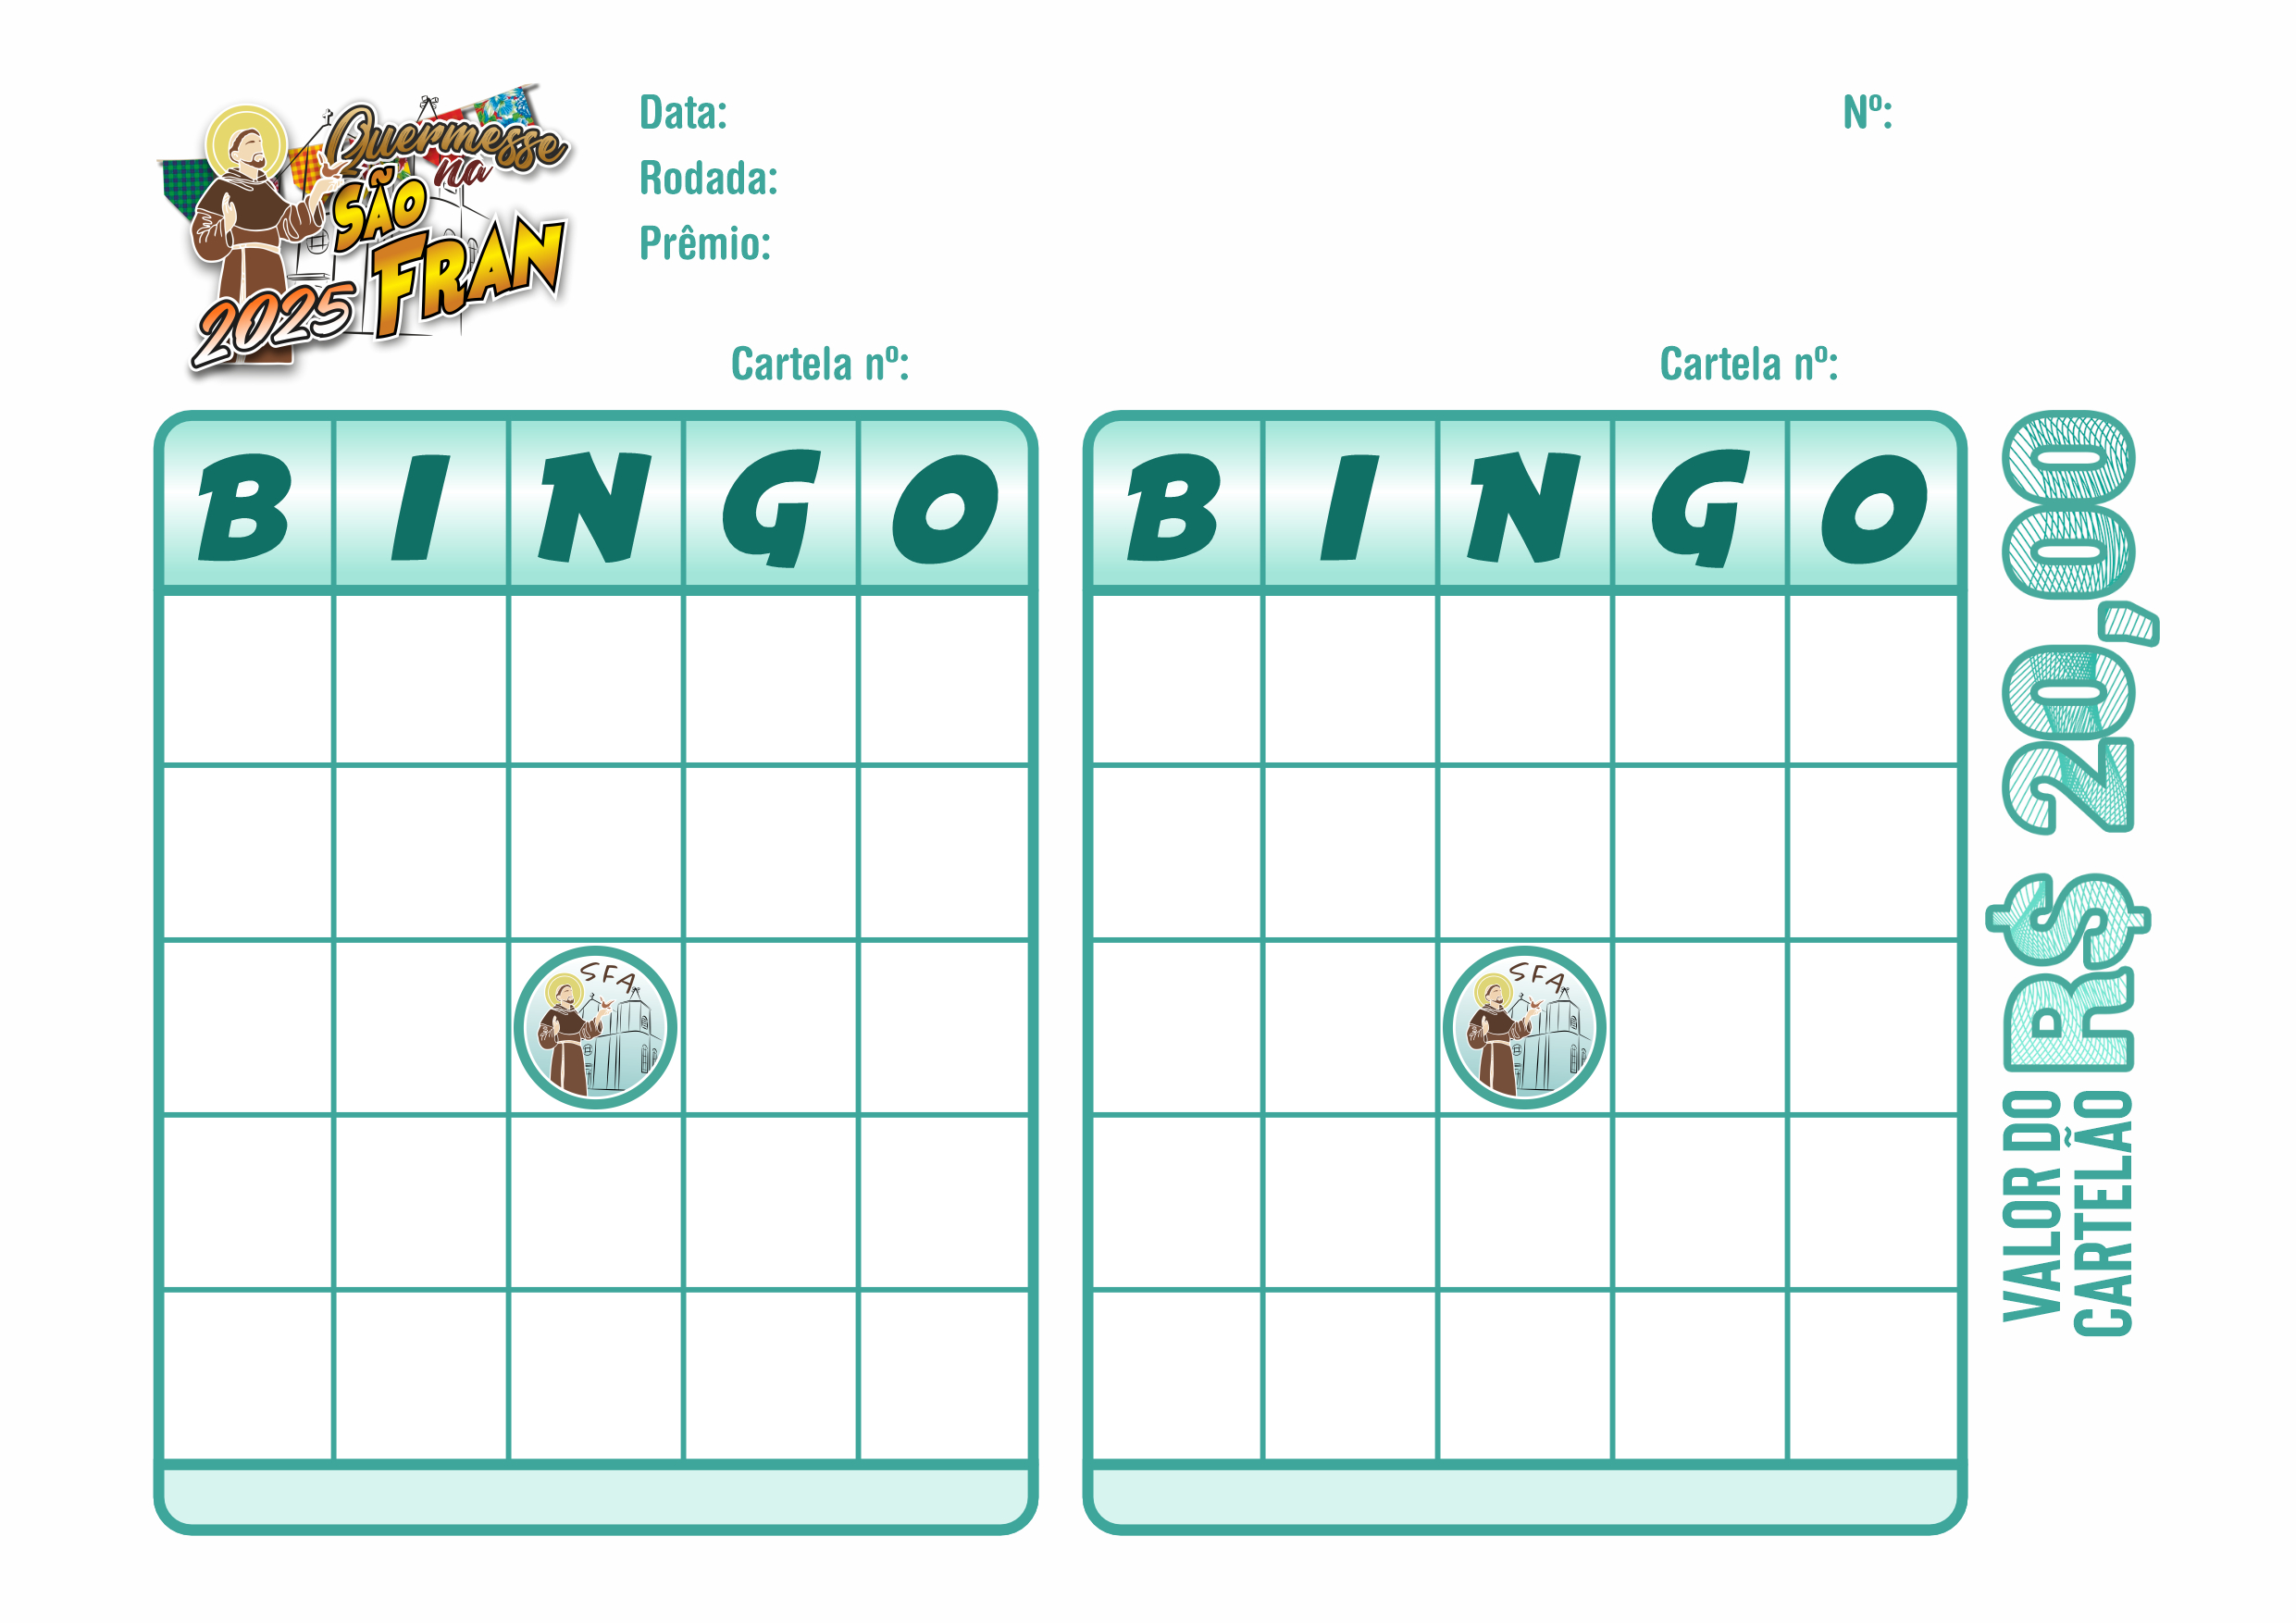 Quermesse
na
SÃO
FRAN
2025
Data:
Nº:
Rodada:
Prêmio:
Cartela nº:
Cartela nº:
B I N G O
B I N G O
SFA
SFA
VALOR DO
CARTELÃO
R$ 20,00